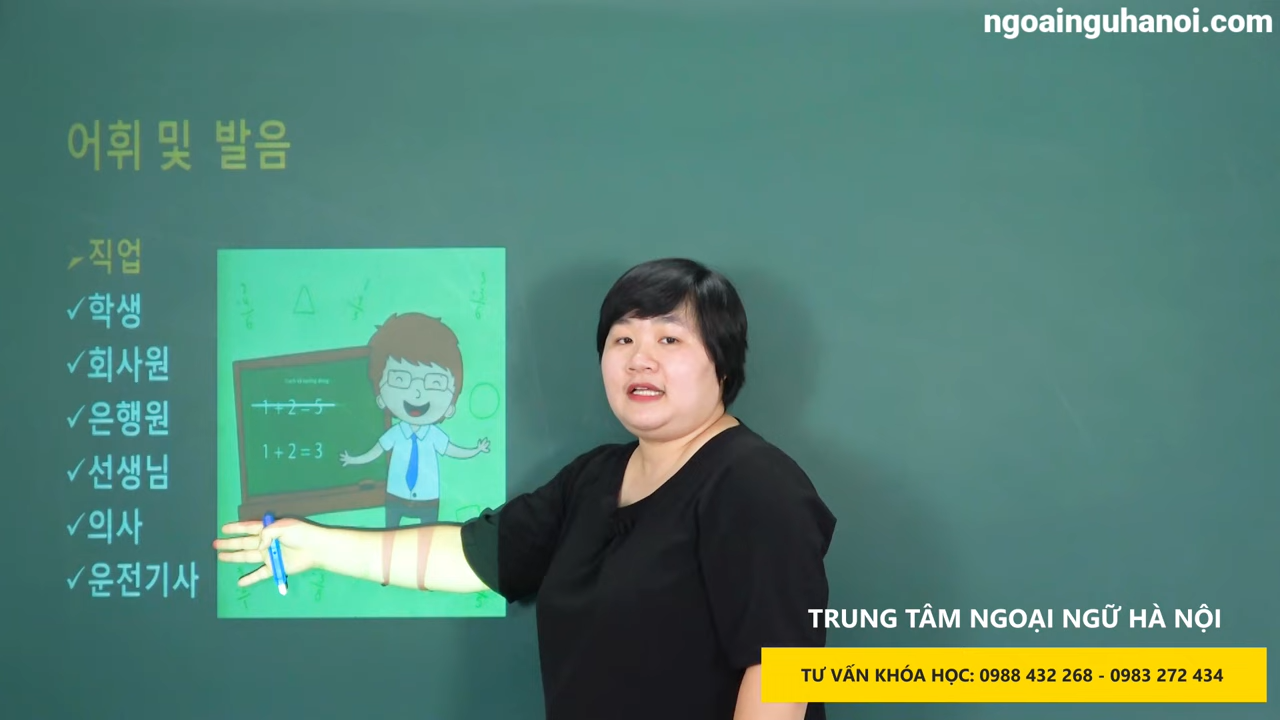 ngoainguhanoi.com
어휘 및 발음
직업
✓학생
✓회사원
✓은행원
✓선생님
✓의사
✓운전기사
1 + 2 = 5
1 + 2 = 3
TRUNG TÂM NGOẠI NGỮ HÀ NỘI
TƯ VẤN KHÓA HỌC: 0988 432 268 - 0983 272 434